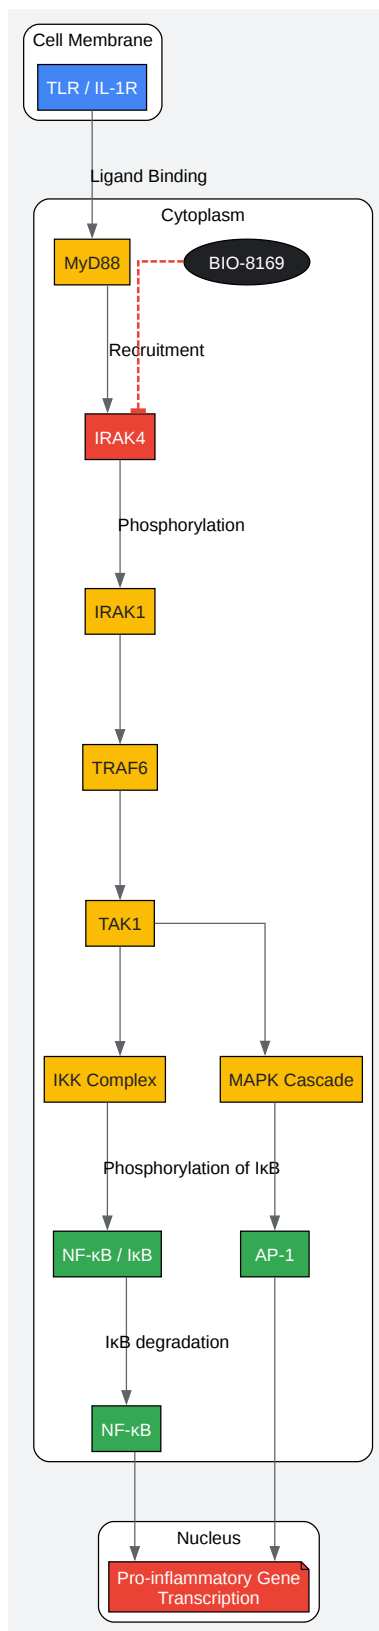 Cell Membrane
TLR / IL-1R
Ligand Binding
Cytoplasm
MyD88
BIO-8169
Recruitment
IRAK4
Phosphorylation
IRAK1
TRAF6
TAK1
IKK Complex
MAPK Cascade
Phosphorylation of IκB
NF-κB / IκB
AP-1
IκB degradation
NF-κB
Nucleus
Pro-inflammatory Gene
Transcription